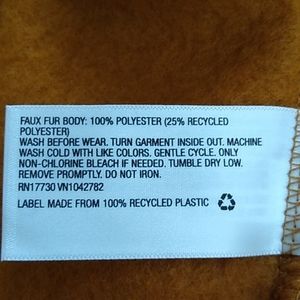 FAUX FUR BODY: 100% POLYESTER (25% RECYCLED
POLYESTER)
WASH BEFORE WEAR. TURN GARMENT INSIDE OUT. MACHINE
WASH COLD WITH LIKE COLORS. GENTLE CYCLE. ONLY
NON-CHLORINE BLEACH IF NEEDED. TUMBLE DRY LOW.
REMOVE PROMPTLY. DO NOT IRON.
RN17730 VN1042782
LABEL MADE FROM 100% RECYCLED PLASTIC